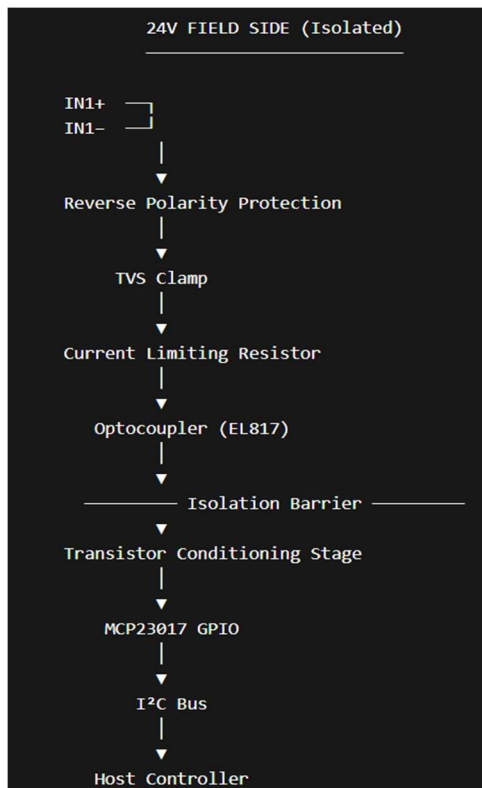 24V FIELD SIDE (Isolated)
IN1+
IN1–
Reverse Polarity Protection
TVS Clamp
Current Limiting Resistor
Optocoupler (EL817)
Isolation Barrier
Transistor Conditioning Stage
MCP23017 GPIO
I²C Bus
Host Controller